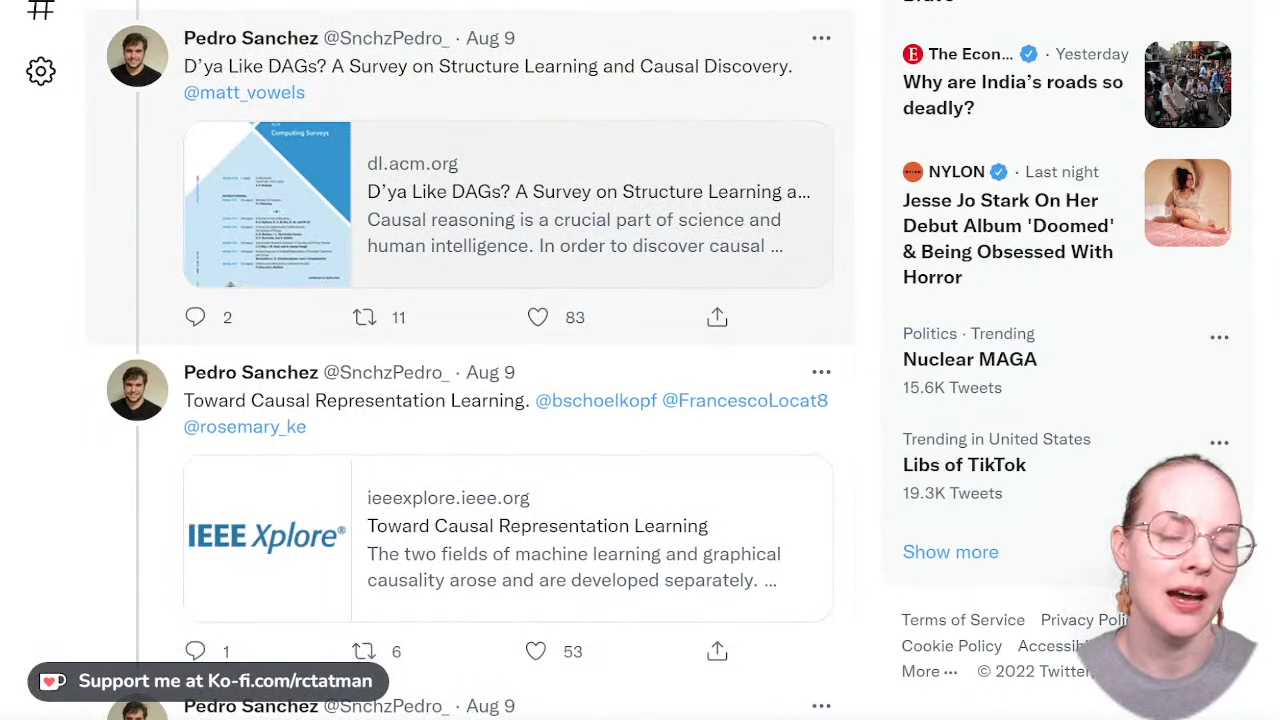 #
Pedro Sanchez @SnchzPedro_ · Aug 9
D'ya Like DAGs? A Survey on Structure Learning and Causal Discovery.
@matt_vowels
Computing Surveys
dl.acm.org
D'ya Like DAGs? A Survey on Structure Learning a...
Causal reasoning is a crucial part of science and
human intelligence. In order to discover causal ...
2 11 83
Pedro Sanchez @SnchzPedro_ · Aug 9
Toward Causal Representation Learning. @bschoelkopf @FrancescoLocat8
@rosemary_ke
IEEE Xplore®
ieeexplore.ieee.org
Toward Causal Representation Learning
The two fields of machine learning and graphical
causality arose and are developed separately. ...
1 6 53
Support me at Ko-fi.com/rctatman
Pedro Sanchez @SnchzPedro_ · Aug 9
The Econ... · Yesterday
Why are India's roads so
deadly?
NYLON · Last night
Jesse Jo Stark On Her
Debut Album 'Doomed'
& Being Obsessed With
Horror
Politics · Trending
Nuclear MAGA
15.6K Tweets
Trending in United States
Libs of TikTok
19.3K Tweets
Show more
Terms of Service Privacy Poli
Cookie Policy Accessib
More ··· © 2022 Twitter,